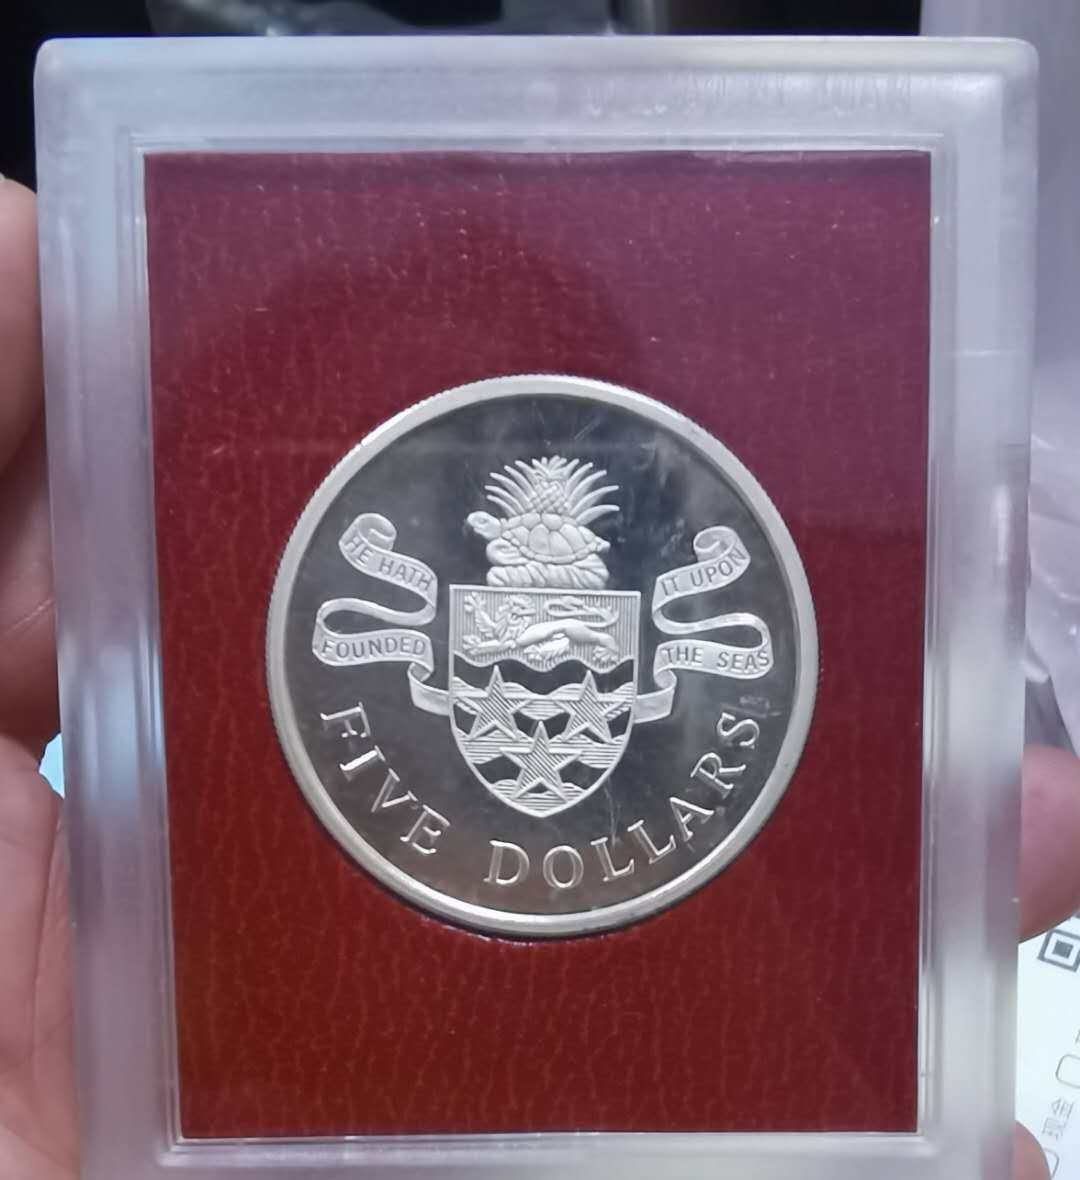 HE HATH
FOUNDED
IT UPON
THE SEAS
FIVE DOLLARS